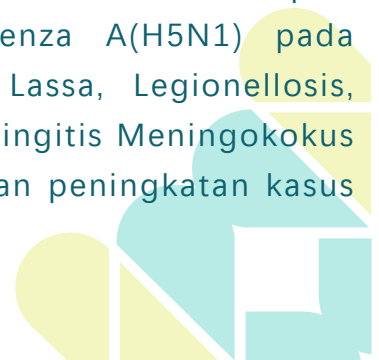 enza A(H5N1) pada
Lassa, Legionellosis,
ingitis Meningokokus
an peningkatan kasus